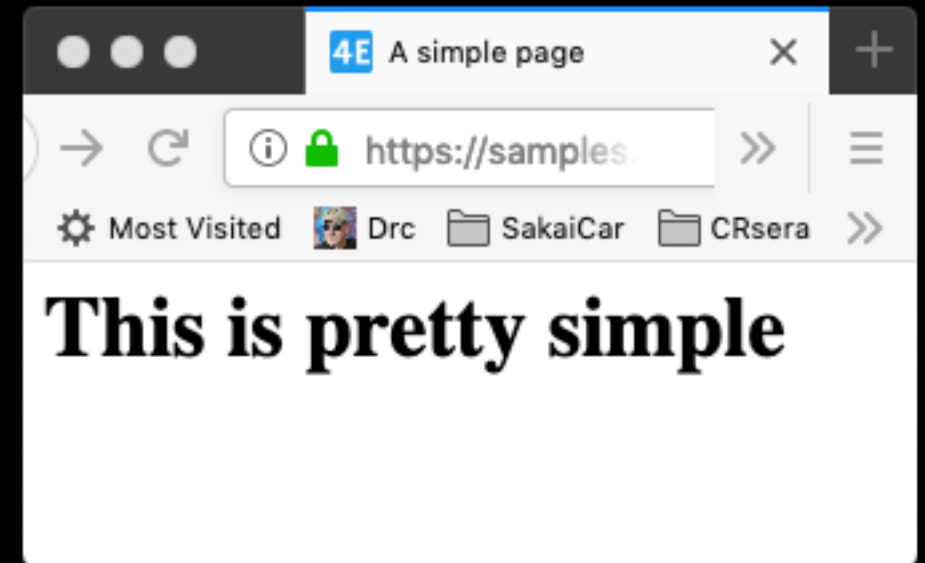 4E A simple page
https://samples.
Most Visited Drc SakaiCar CRsera
This is pretty simple